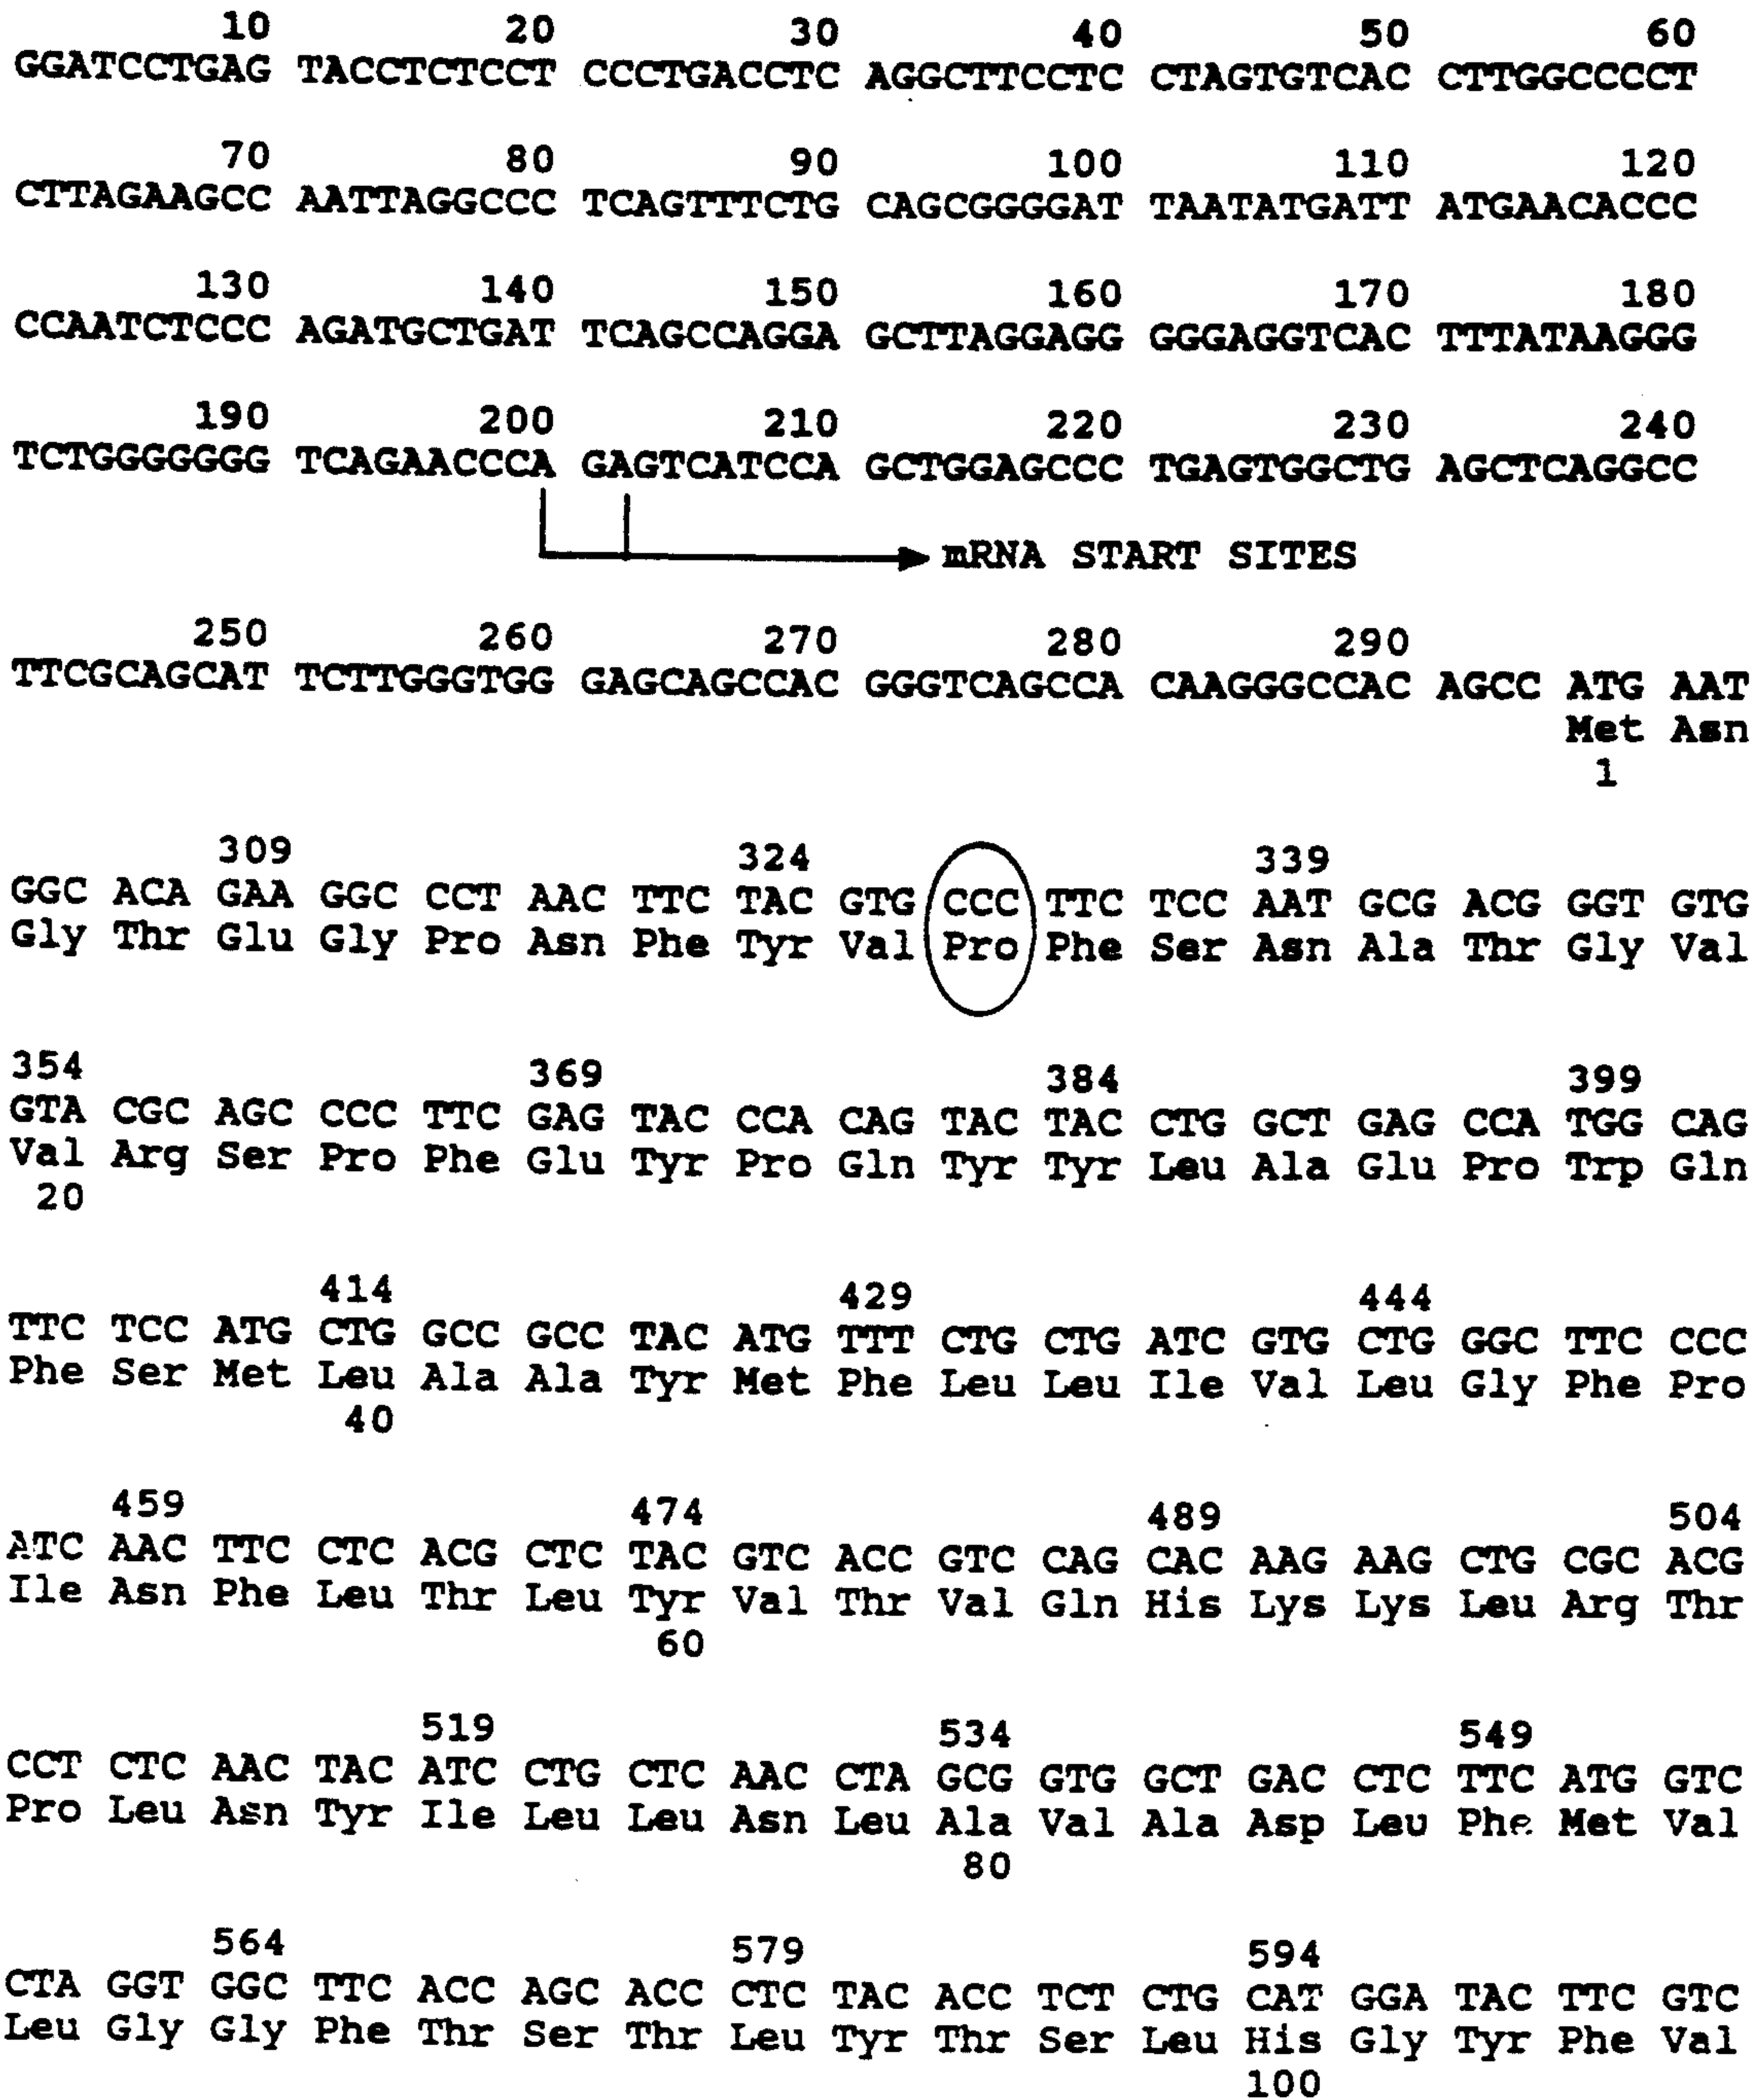 10 20 30 40 50 60
GGATCCTGAG TACCTCTCCT CCCTGACCTC AGGCTTCCTC CTAGTGTCAC CTTGGCCCCT
70 80 90 100 110 120
CTTAGAAGCC AATTAGGCCC TCAGTTTCTG CAGCGGGGAT TAATATGATT ATGAACACCC
130 140 150 160 170 180
CCAATCTCCC AGATGCTGAT TCAGCCAGGA GCTTAGGAGG GGGAGGTCAC TTTATAAGGG
190 200 210 220 230 240
TCTGGGGGGG TCAGAACCCA GAGTCATCCA GCTGGAGCCC TGAGTGGCTG AGCTCAGGCC
mRNA START SITES
250 260 270 280 290
TTCGCAGCAT TCTTGGGTGG GAGCAGCCAC GGGTCAGCCA CAAGGGCCAC AGCC ATG AAT
Met Asn
1
309 324 339
GGC ACA GAA GGC CCT AAC TTC TAC GTG CCC TTC TCC AAT GCG ACG GGT GTG
Gly Thr Glu Gly Pro Asn Phe Tyr Val Pro Phe Ser Asn Ala Thr Gly Val
354 369 384 399
GTA CGC AGC CCC TTC GAG TAC CCA CAG TAC TAC CTG GCT GAG CCA TGG CAG
Val Arg Ser Pro Phe Glu Tyr Pro Gln Tyr Tyr Leu Ala Glu Pro Trp Gln
20
414 429 444
TTC TCC ATG CTG GCC GCC TAC ATG TTT CTG CTG ATC GTG CTG GGC TTC CCC
Phe Ser Met Leu Ala Ala Tyr Met Phe Leu Leu Ile Val Leu Gly Phe Pro
40
459 474 489 504
ATC AAC TTC CTC ACG CTC TAC GTC ACC GTC CAG CAC AAG AAG CTG CGC ACG
Ile Asn Phe Leu Thr Leu Tyr Val Thr Val Gln His Lys Lys Leu Arg Thr
60
519 534 549
CCT CTC AAC TAC ATC CTG CTC AAC CTA GCG GTG GCT GAC CTC TTC ATG GTC
Pro Leu Asn Tyr Ile Leu Leu Asn Leu Ala Val Ala Asp Leu Phe Met Val
80
564 579 594
CTA GGT GGC TTC ACC AGC ACC CTC TAC ACC TCT CTG CAT GGA TAC TTC GTC
Leu Gly Gly Phe Thr Ser Thr Leu Tyr Thr Ser Leu His Gly Tyr Phe Val
100